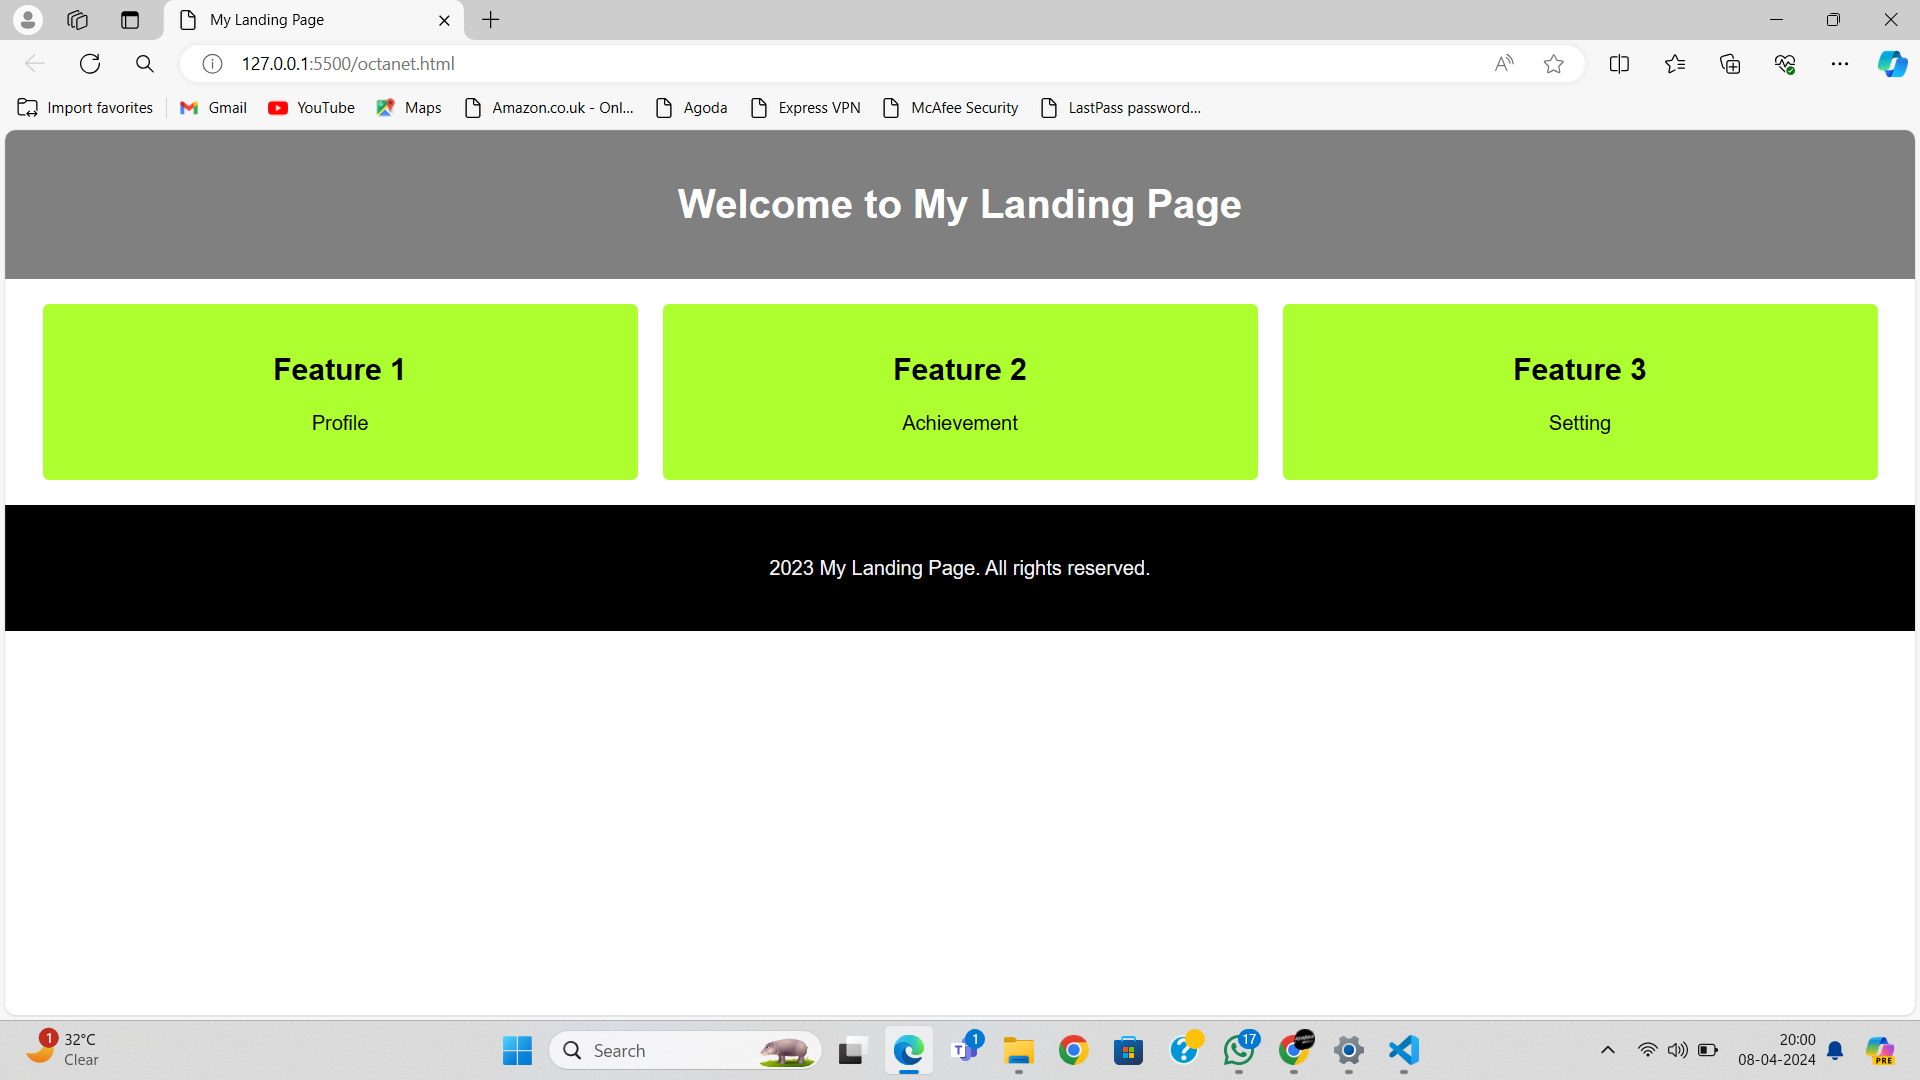 My Landing Page
127.0.0.1:5500/octanet.html
Import favorites
Gmail
YouTube
Maps
Amazon.co.uk - Onl...
Agoda
Express VPN
McAfee Security
LastPass password...
Welcome to My Landing Page
Feature 1
Profile
Feature 2
Achievement
Feature 3
Setting
2023 My Landing Page. All rights reserved.
1
32°C
Clear
Search
1
17
20:00
08-04-2024
PRE